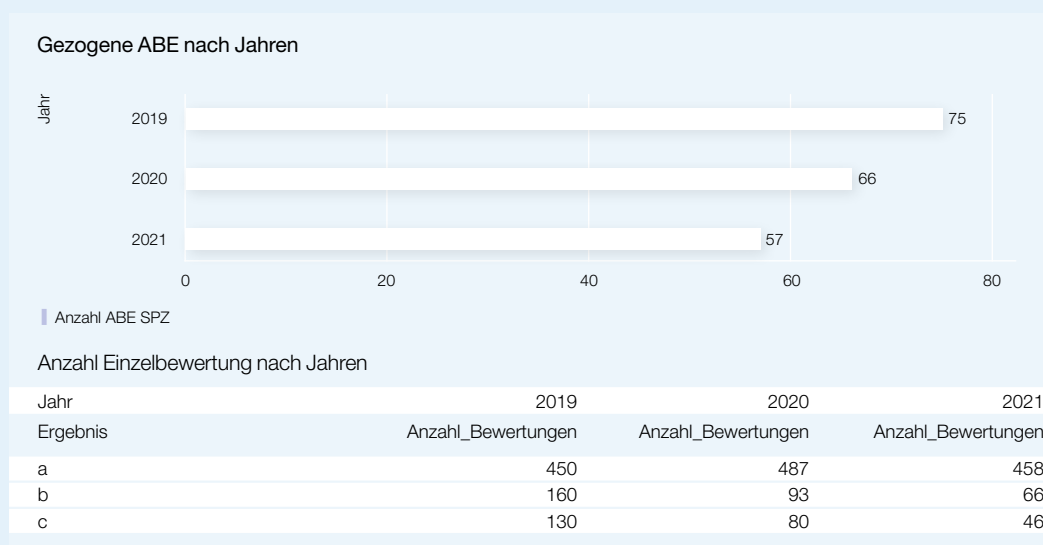 Gezogene ABE nach Jahren
Jahr
2019 75
2020 66
2021 57
0 20 40 60 80
Anzahl ABE SPZ
Anzahl Einzelbewertung nach Jahren
Jahr 2019 2020 2021
Ergebnis Anzahl_Bewertungen Anzahl_Bewertungen Anzahl_Bewertungen
a 450 487 458
b 160 93 66
c 130 80 46